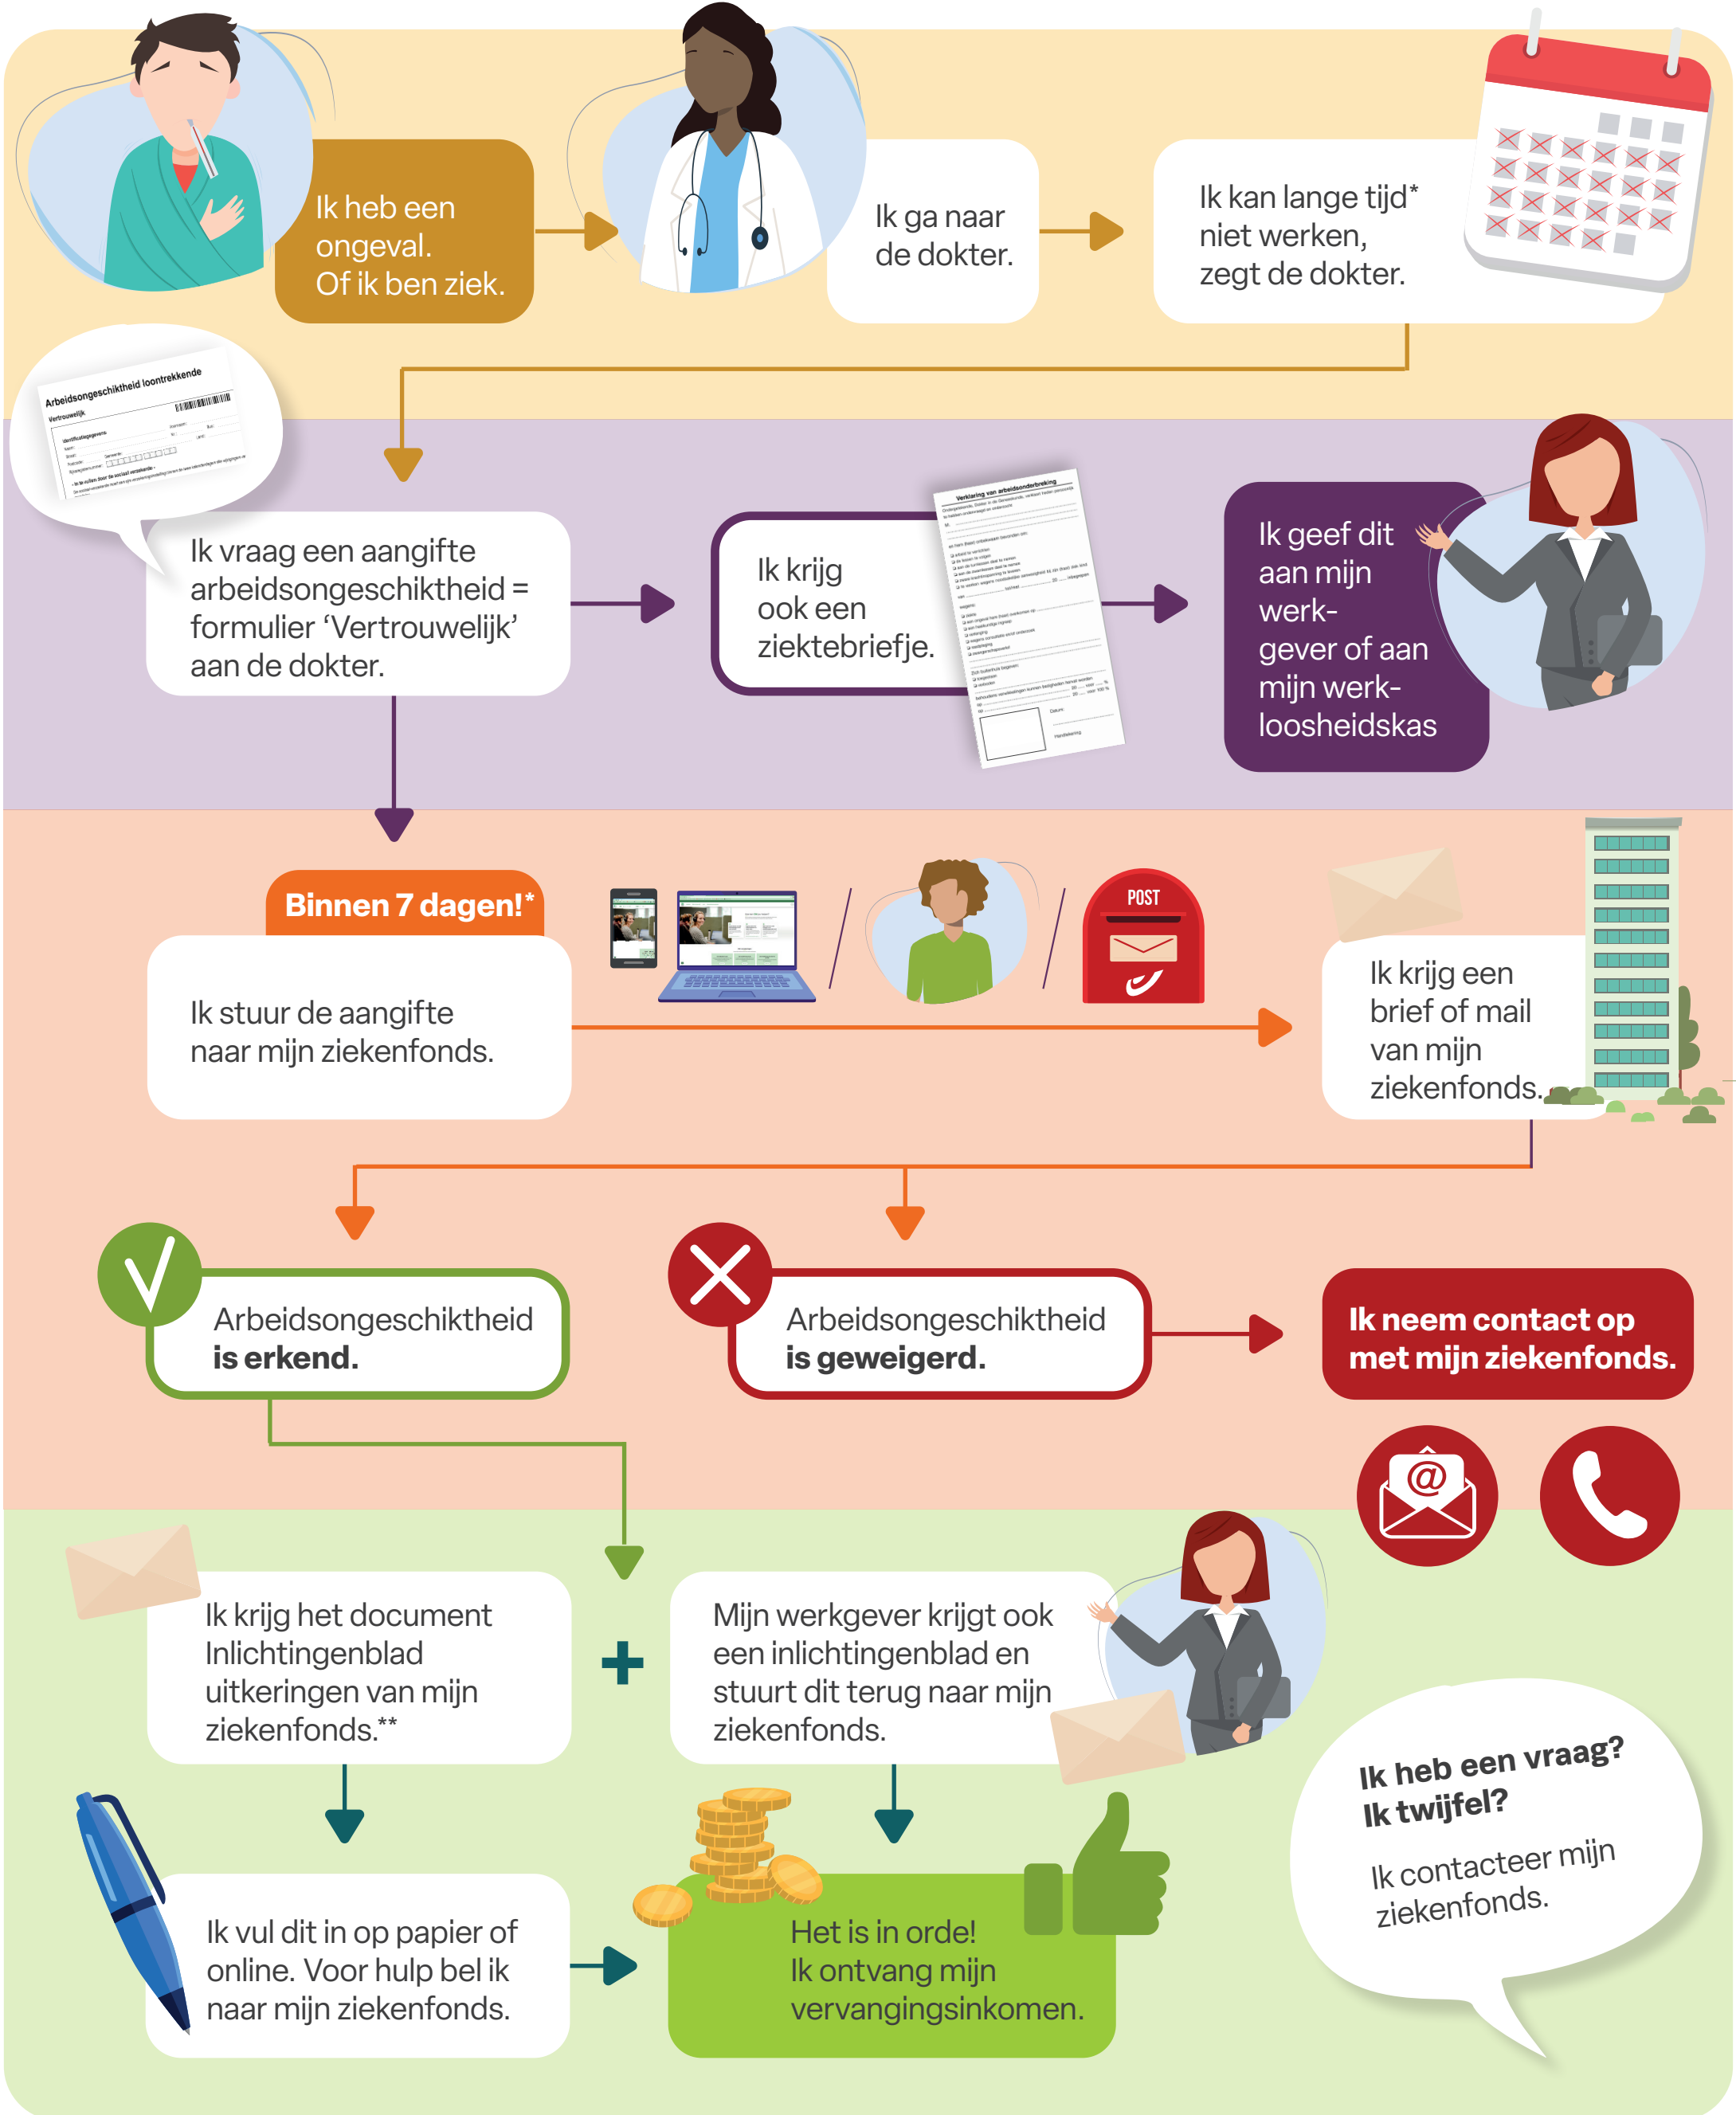 Ik heb een
ongeval.
Of ik ben ziek.
Ik ga naar
de dokter.
Ik kan lange tijd*
niet werken,
zegt de dokter.
Arbeidsongeschiktheid loontrekkende
Vertrouwelijk
Identificatiegegevens
Ik vraag een aangifte
arbeidsongeschiktheid =
formulier ‘Vertrouwelijk’
aan de dokter.
Ik krijg
ook een
ziektebriefje.
Verklaring van arbeidsonderbreking
Ik geef dit
aan mijn
werk-
gever of aan
mijn werk-
loosheidskas
Binnen 7 dagen!*
Ik stuur de aangifte
naar mijn ziekenfonds.
POST
Ik krijg een
brief of mail
van mijn
ziekenfonds.
Arbeidsongeschiktheid
is erkend.
Arbeidsongeschiktheid
is geweigerd.
Ik neem contact op
met mijn ziekenfonds.
@
Ik krijg het document
Inlichtingenblad
uitkeringen van mijn
ziekenfonds.**
+
Mijn werkgever krijgt ook
een inlichtingenblad en
stuurt dit terug naar mijn
ziekenfonds.
Ik vul dit in op papier of
online. Voor hulp bel ik
naar mijn ziekenfonds.
Het is in orde!
Ik ontvang mijn
vervangingsinkomen.
Ik heb een vraag?
Ik twijfel?
Ik contacteer mijn
ziekenfonds.